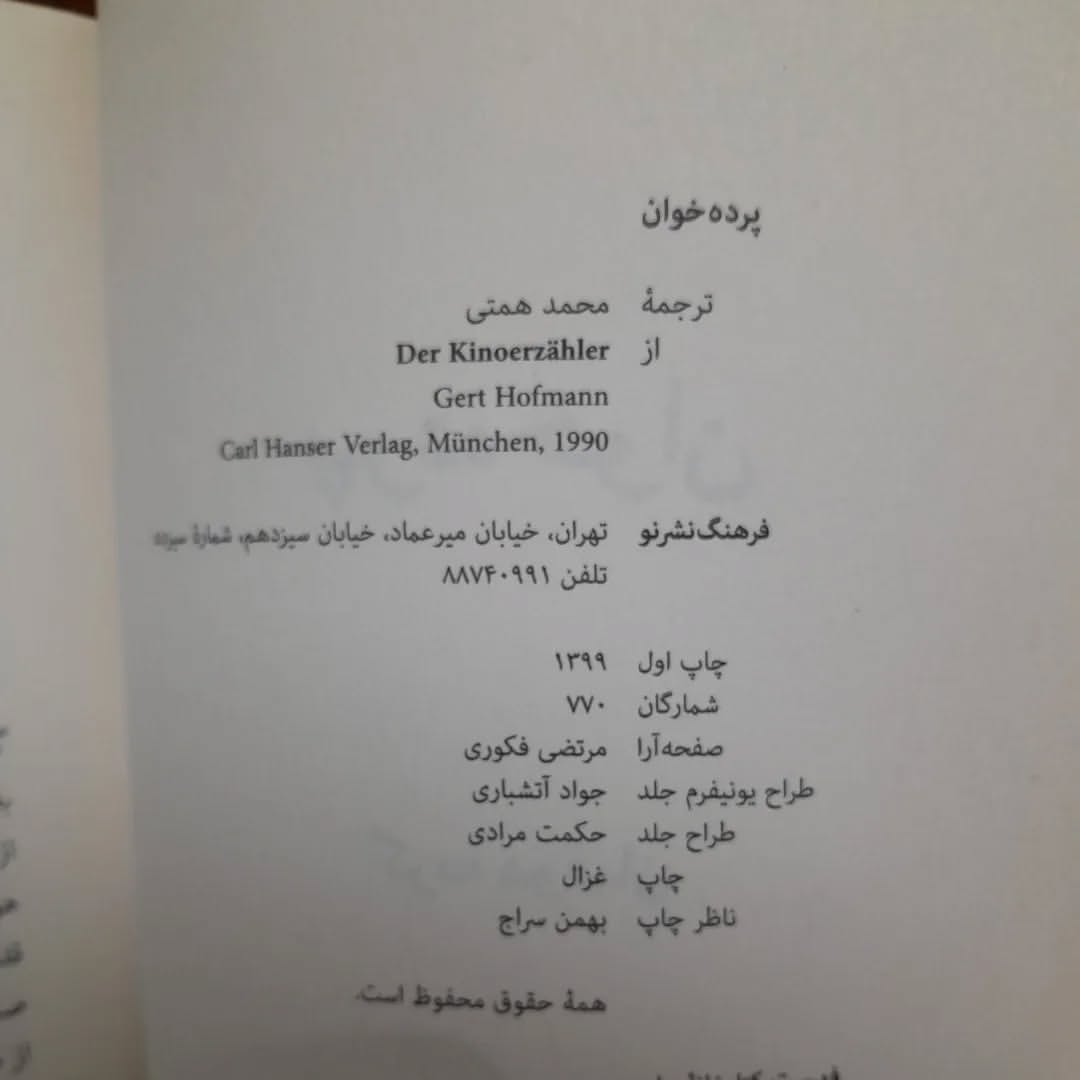 پرده‌خوان
ترجمهٔ محمد همتی
از Der Kinoerzähler
Gert Hofmann
Carl Hanser Verlag, München, 1990
فرهنگ‌نشرنو تهران، خیابان میرعماد، خیابان سیزدهم، شمارهٔ سیزده
تلفن ۸۸۷۴۰۹۹۱
چاپ اول ۱۳۹۹
شمارگان ۷۷۰
صفحه‌آرا مرتضی فکوری
طراح یونیفرم جلد جواد آتشباری
طراح جلد حکمت مرادی
چاپ غزال
ناظر چاپ بهمن سراج
همهٔ حقوق محفوظ است.